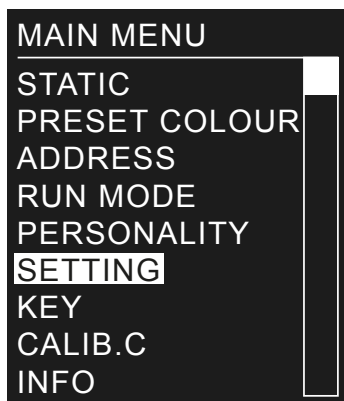 MAIN MENU
STATIC
PRESET COLOUR
ADDRESS
RUN MODE
PERSONALITY
SETTING
KEY
CALIB.C
INFO